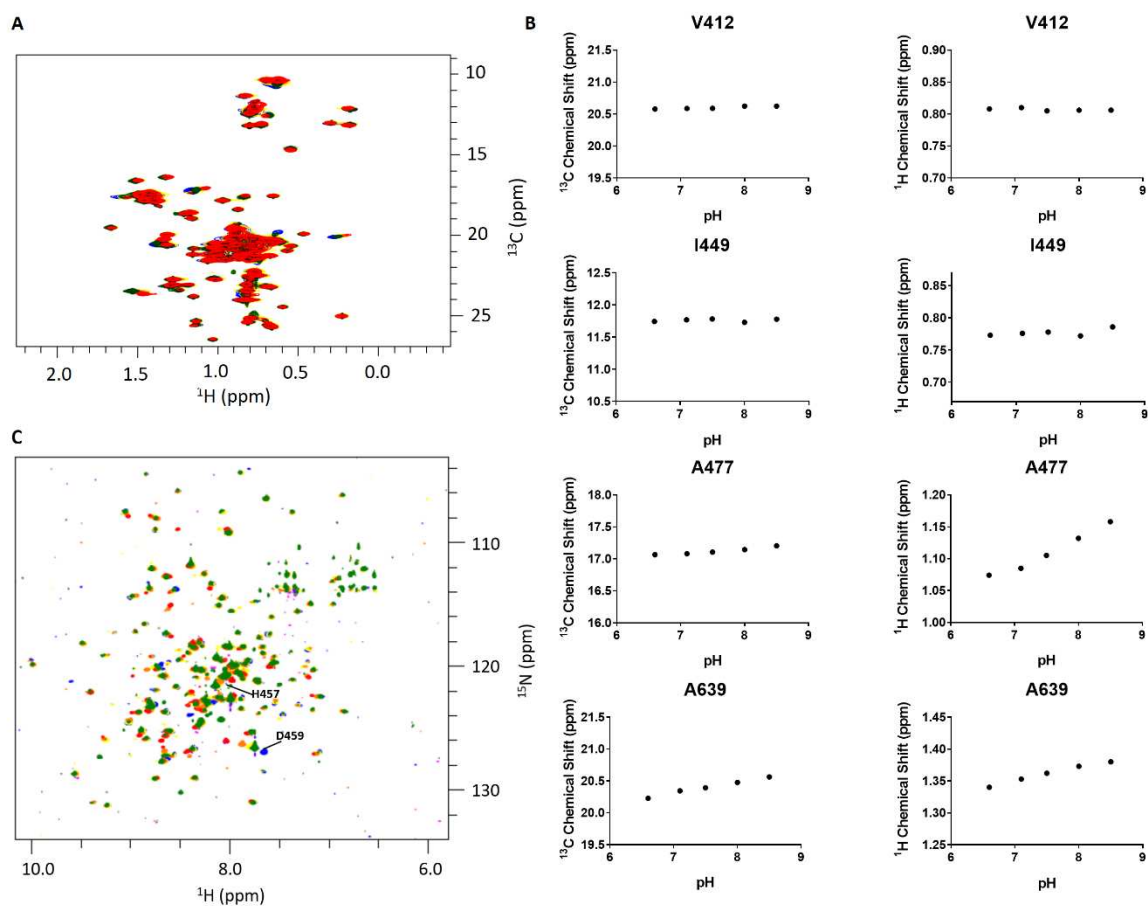 A
10
15
20
25
¹³C (ppm)
2.0 1.5 1.0 0.5 0.0
¹H (ppm)
B
V412
¹³C Chemical Shift (ppm)
21.5
21.0
20.5
20.0
19.5
6 7 8 9
pH
V412
¹H Chemical Shift (ppm)
0.90
0.85
0.80
0.75
0.70
6 7 8 9
pH
I449
¹³C Chemical Shift (ppm)
12.5
12.0
11.5
11.0
10.5
6 7 8 9
pH
I449
¹H Chemical Shift (ppm)
0.85
0.80
0.75
0.70
6 7 8 9
pH
A477
¹³C Chemical Shift (ppm)
18.0
17.5
17.0
16.5
16.0
6 7 8 9
pH
A477
¹H Chemical Shift (ppm)
1.20
1.15
1.10
1.05
1.00
6 7 8 9
pH
A639
¹³C Chemical Shift (ppm)
21.5
21.0
20.5
20.0
19.5
6 7 8 9
pH
A639
¹H Chemical Shift (ppm)
1.45
1.40
1.35
1.30
1.25
6 7 8 9
pH
C
110
120
130
¹⁵N (ppm)
H457
D459
10.0 8.0 6.0
¹H (ppm)